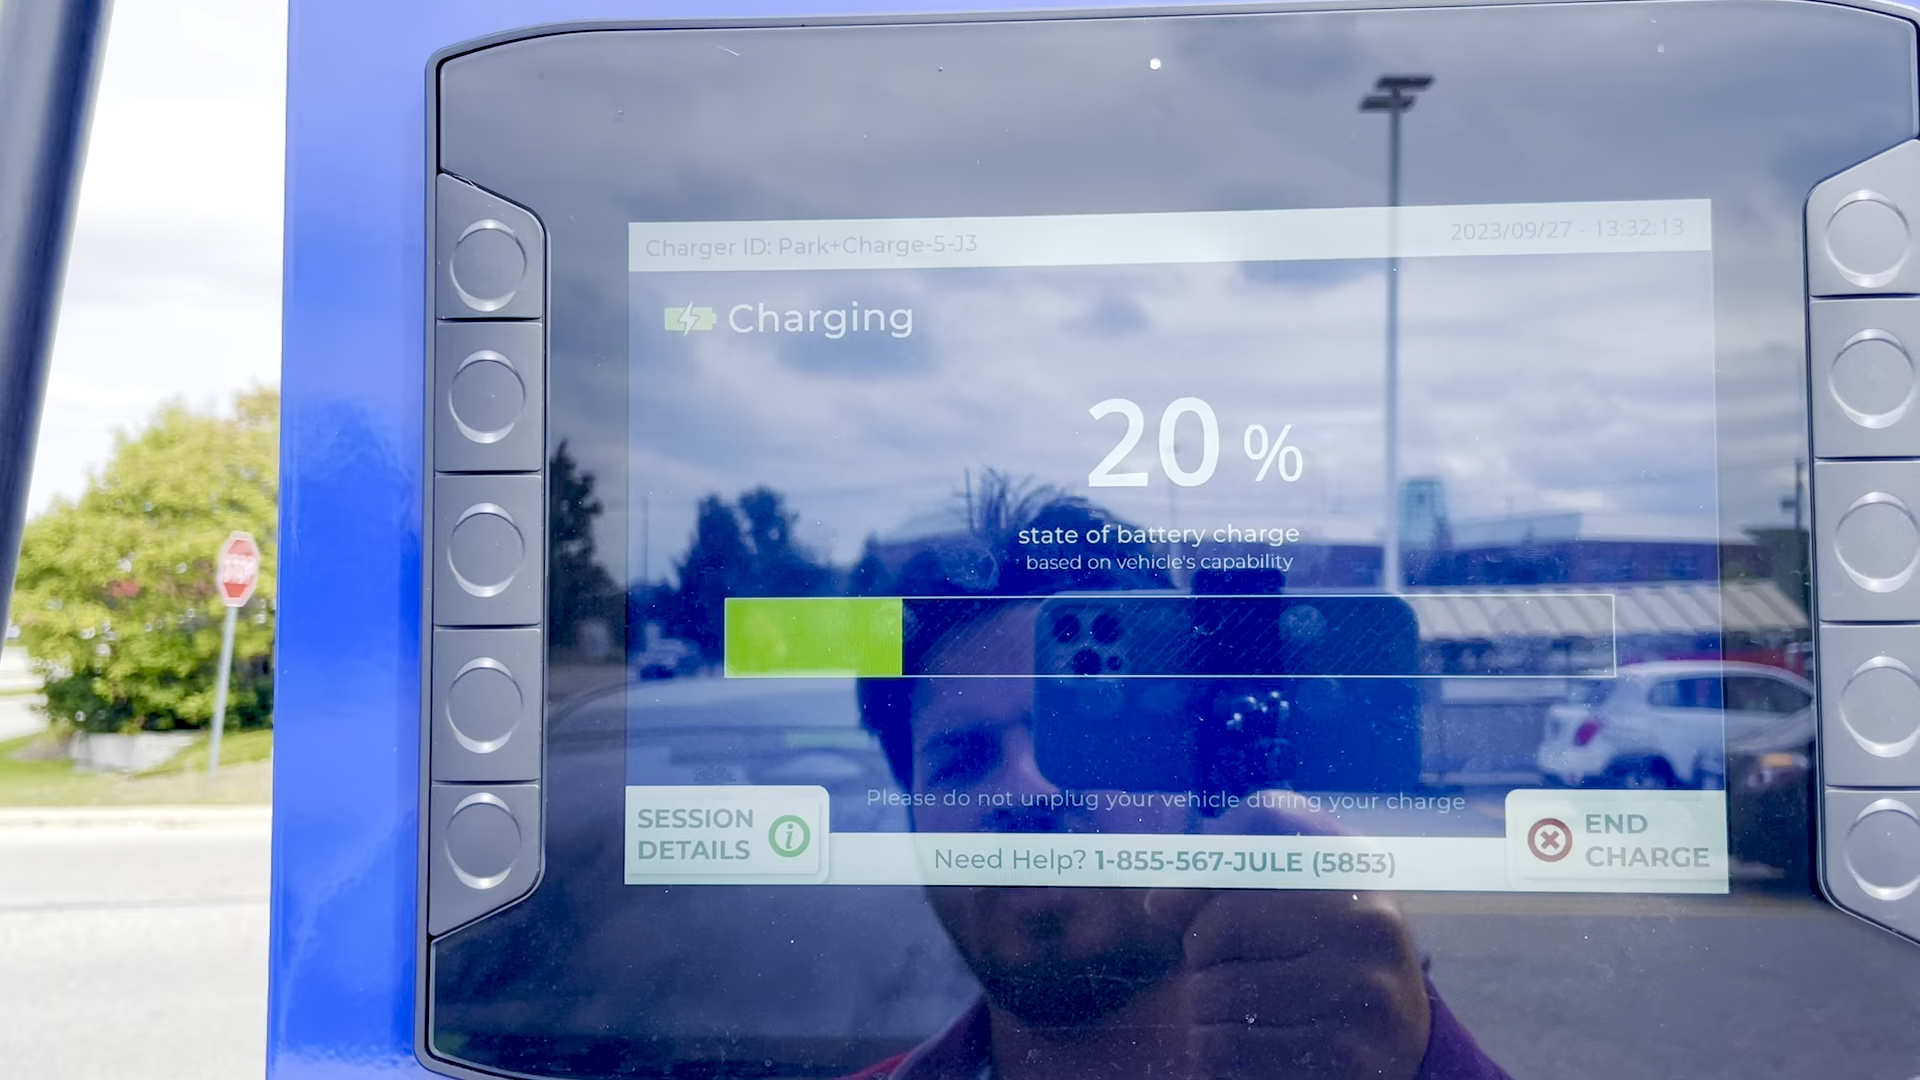 Charger ID: Park+Charge-5-J3
2023/09/27 - 13:32:13
Charging
20 %
state of battery charge
based on vehicle's capability
Please do not unplug your vehicle during your charge
SESSION
DETAILS
Need Help? 1-855-567-JULE (5853)
END
CHARGE
STOP